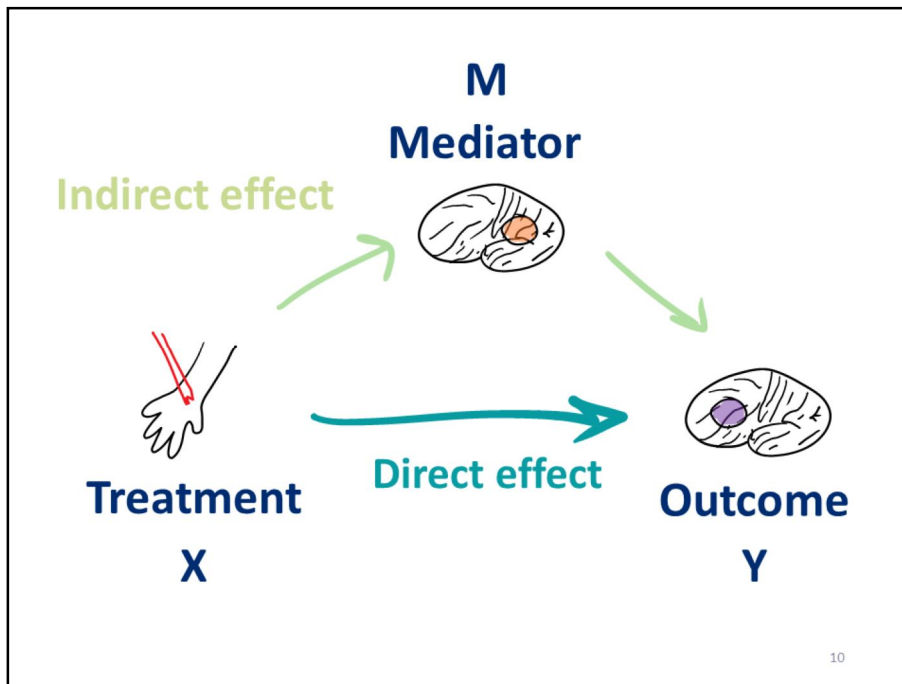 M
Mediator
Indirect effect
Direct effect
Treatment
X
Outcome
Y
10